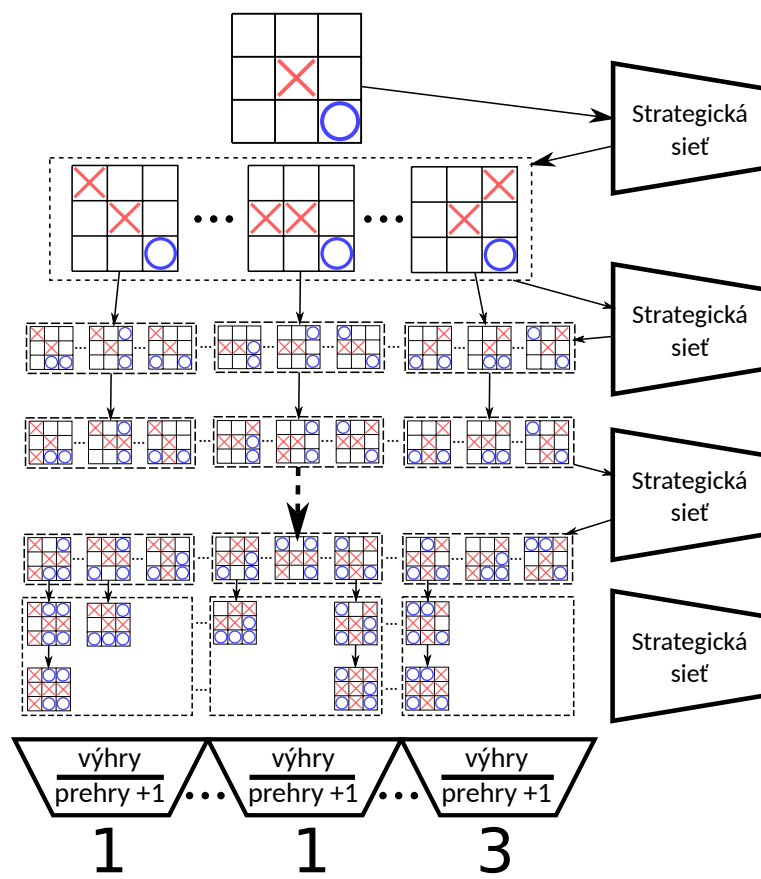 Strategická
sieť
Strategická
sieť
Strategická
sieť
Strategická
sieť
výhry
prehry +1
výhry
prehry +1
výhry
prehry +1
1
1
3